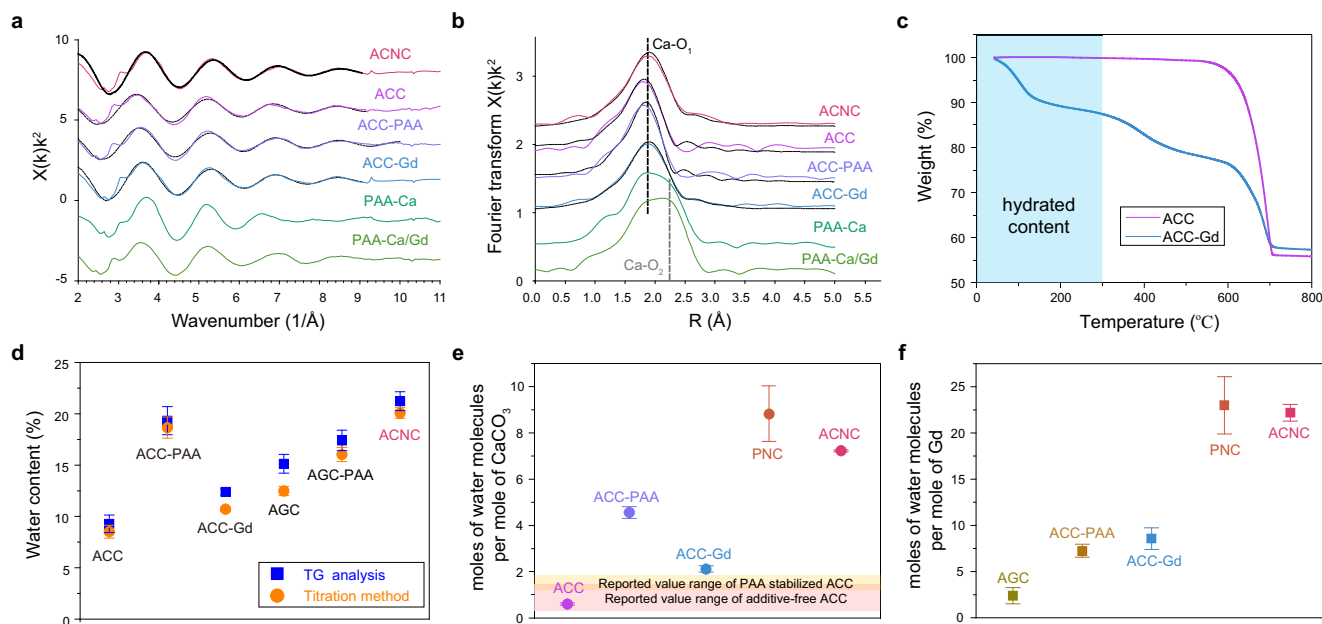 a
X(k)k²
10
5
0
-5
ACNC
ACC
ACC-PAA
ACC-Gd
PAA-Ca
PAA-Ca/Gd
2
3
4
5
6
7
8
9
10
11
Wavenumber (1/Å)
b
Fourier transform X(k)k²
3
2
1
0
Ca-O₁
ACNC
ACC
ACC-PAA
ACC-Gd
PAA-Ca
PAA-Ca/Gd
Ca-O₂
0.0
0.5
1.0
1.5
2.0
2.5
3.0
3.5
4.0
4.5
5.0
5.5
R (Å)
c
Weight (%)
100
90
80
70
60
50
hydrated
content
ACC
ACC-Gd
0
200
400
600
800
Temperature (℃)
d
Water content (%)
25
20
15
10
5
0
ACC
ACC-PAA
ACC-Gd
AGC
AGC-PAA
ACNC
TG analysis
Titration method
e
moles of water molecules
per mole of CaCO₃
10
8
6
4
2
0
PNC
ACNC
ACC-PAA
ACC-Gd
ACC
Reported value range of PAA stabilized ACC
Reported value range of additive-free ACC
f
moles of water molecules
per mole of Gd
25
20
15
10
5
0
PNC
ACNC
ACC-PAA
ACC-Gd
AGC